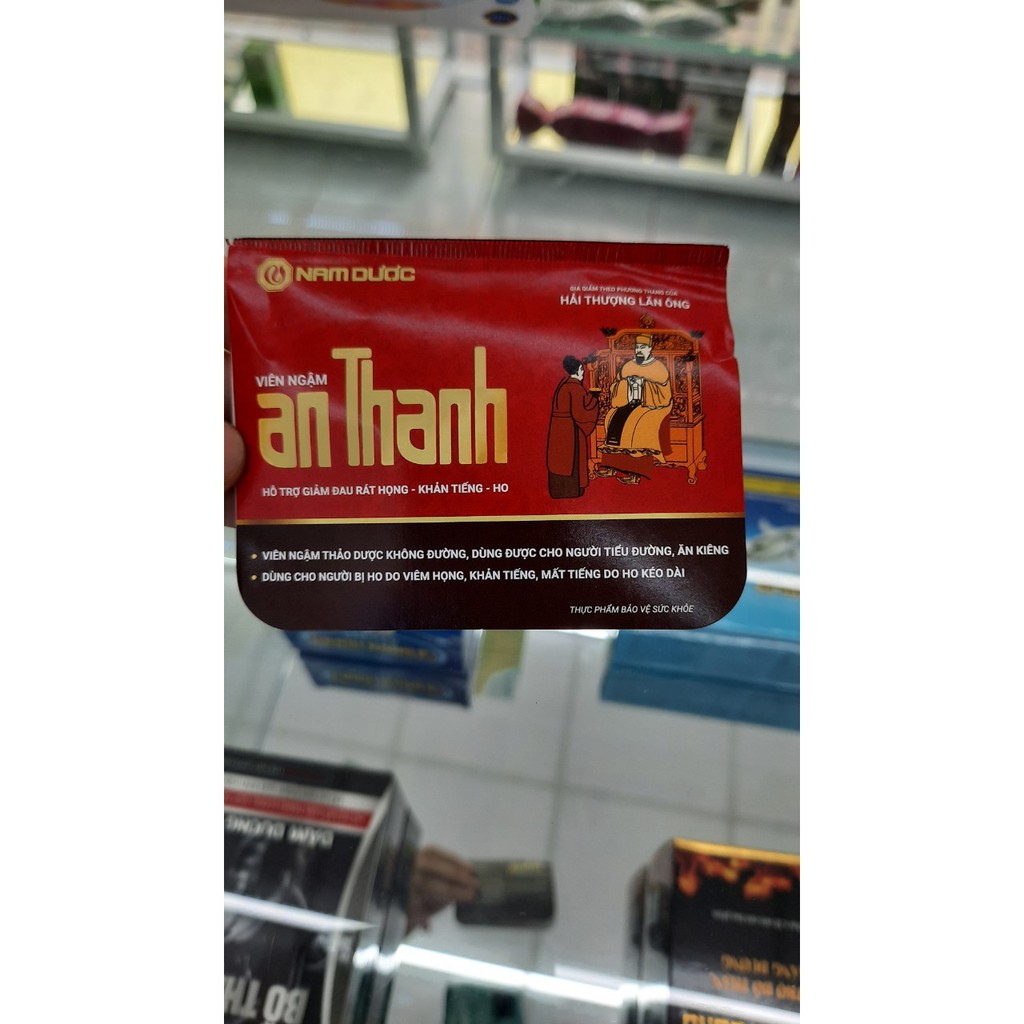 NAM DƯỢC
GIA GIẢM THEO PHƯƠNG THANG CỦA
HẢI THƯỢNG LÃN ÔNG
VIÊN NGẬM
an Thanh
HỖ TRỢ GIẢM ĐAU RÁT HỌNG - KHẢN TIẾNG - HO
• VIÊN NGẬM THẢO DƯỢC KHÔNG ĐƯỜNG, DÙNG ĐƯỢC CHO NGƯỜI TIỂU ĐƯỜNG, ĂN KIÊNG
• DÙNG CHO NGƯỜI BỊ HO DO VIÊM HỌNG, KHẢN TIẾNG, MẤT TIẾNG DO HO KÉO DÀI
THỰC PHẨM BẢO VỆ SỨC KHỎE
BỔ TH